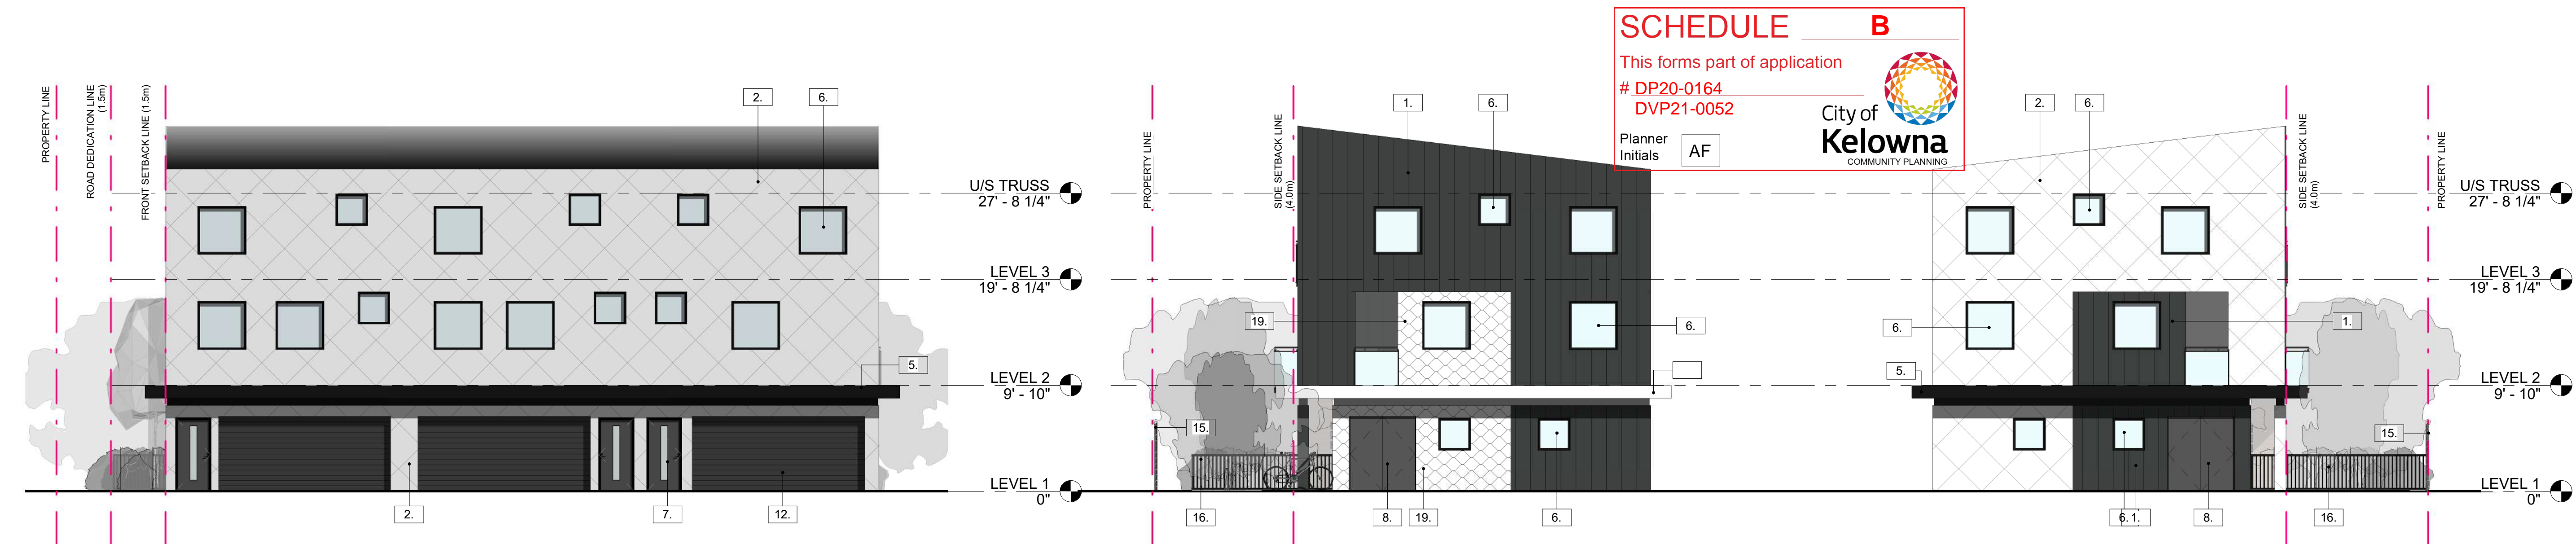 SCHEDULE B
This forms part of application
# DP20-0164
DVP21-0052
Planner
Initials AF
City of
Kelowna
COMMUNITY PLANNING
PROPERTY LINE
ROAD DEDICATION LINE
(1.5m)
FRONT SETBACK LINE (1.5m)
2.
6.
5.
2.
7.
12.
U/S TRUSS
27' - 8 1/4"
LEVEL 3
19' - 8 1/4"
LEVEL 2
9' - 10"
LEVEL 1
0"
PROPERTY LINE
SIDE SETBACK LINE
(4.0m)
1.
6.
19.
6.
15.
16.
8.
19.
6.
2.
6.
6.
1.
5.
15.
6.
1.
8.
16.
SIDE SETBACK LINE
(4.0m)
PROPERTY LINE
U/S TRUSS
27' - 8 1/4"
LEVEL 3
19' - 8 1/4"
LEVEL 2
9' - 10"
LEVEL 1
0"